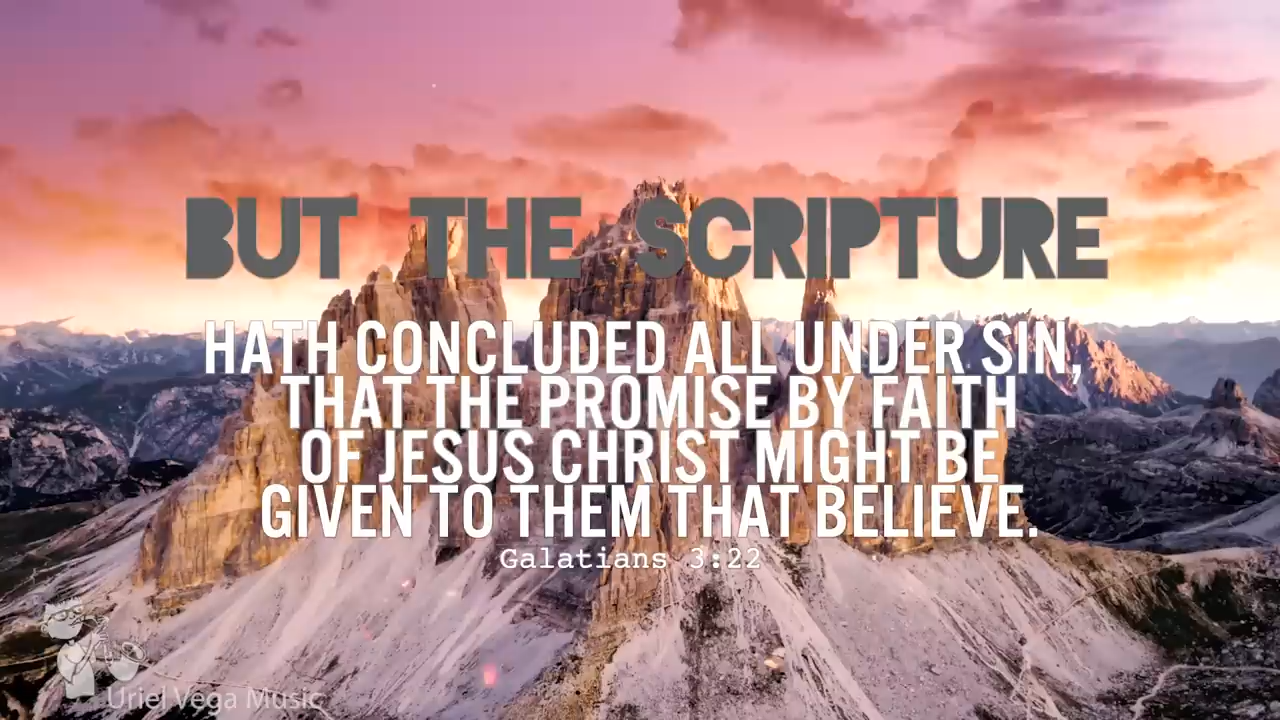 BUT THE SCRIPTURE
HATH CONCLUDED ALL UNDER SIN,
THAT THE PROMISE BY FAITH
OF JESUS CHRIST MIGHT BE
GIVEN TO THEM THAT BELIEVE.
Galatians 3:22
Uriel Vega Music